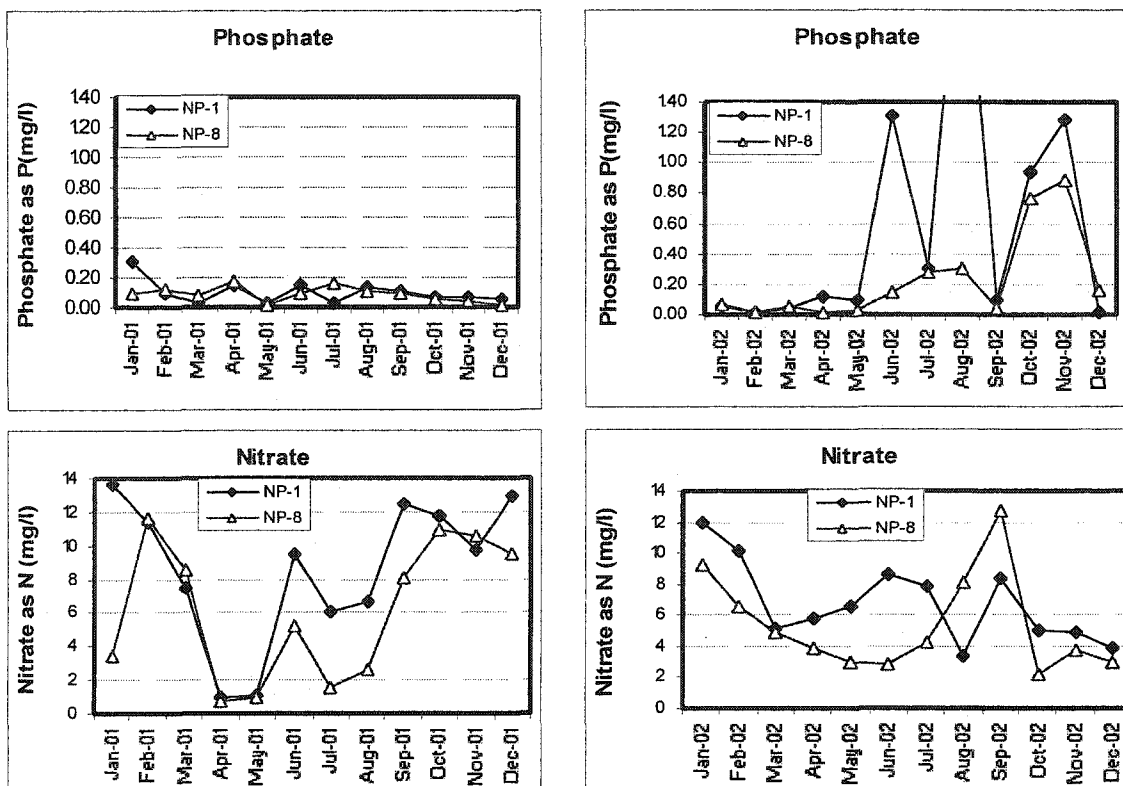 Phosphate
Phosphate as P(mg/l)
NP-1
NP-8
1.40
1.20
1.00
0.80
0.60
0.40
0.20
0.00
Jan-01
Feb-01
Mar-01
Apr-01
May-01
Jun-01
Jul-01
Aug-01
Sep-01
Oct-01
Nov-01
Dec-01
Phosphate
Phosphate as P(mg/l)
NP-1
NP-8
1.40
1.20
1.00
0.80
0.60
0.40
0.20
0.00
Jan-02
Feb-02
Mar-02
Apr-02
May-02
Jun-02
Jul-02
Aug-02
Sep-02
Oct-02
Nov-02
Dec-02
Nitrate
Nitrate as N (mg/l)
NP-1
NP-8
14
12
10
8
6
4
2
0
Jan-01
Feb-01
Mar-01
Apr-01
May-01
Jun-01
Jul-01
Aug-01
Sep-01
Oct-01
Nov-01
Dec-01
Nitrate
Nitrate as N (mg/l)
NP-1
NP-8
14
12
10
8
6
4
2
0
Jan-02
Feb-02
Mar-02
Apr-02
May-02
Jun-02
Jul-02
Aug-02
Sep-02
Oct-02
Nov-02
Dec-02